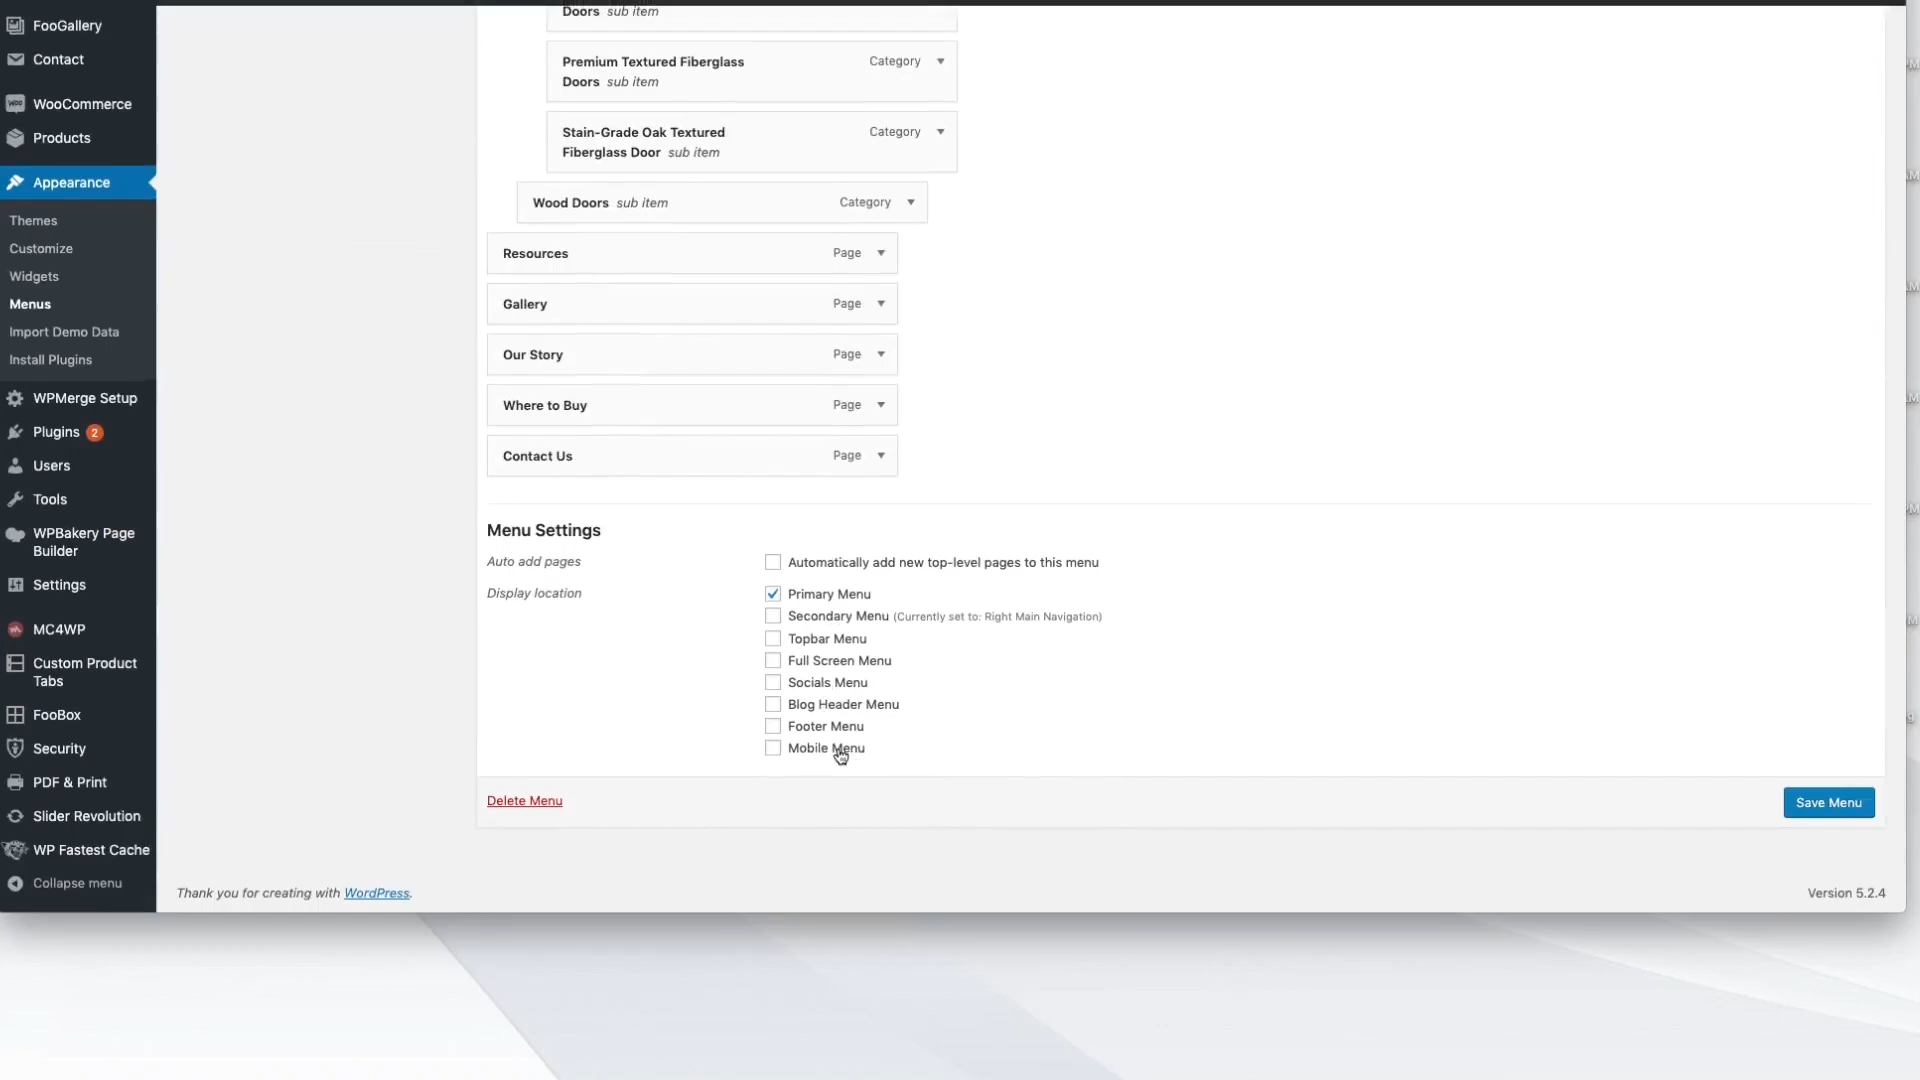 FooGallery
Contact
WooCommerce
Products
Appearance
Themes
Customize
Widgets
Menus
Import Demo Data
Install Plugins
WPMerge Setup
Plugins 2
Users
Tools
WPBakery Page
Builder
Settings
MC4WP
Custom Product
Tabs
FooBox
Security
PDF & Print
Slider Revolution
WP Fastest Cache
Collapse menu
Doors sub item
Premium Textured Fiberglass Category
Doors sub item
Stain-Grade Oak Textured Category
Fiberglass Door sub item
Wood Doors sub item Category
Resources Page
Gallery Page
Our Story Page
Where to Buy Page
Contact Us Page
Menu Settings
Auto add pages Automatically add new top-level pages to this menu
Display location Primary Menu
Secondary Menu (Currently set to: Right Main Navigation)
Topbar Menu
Full Screen Menu
Socials Menu
Blog Header Menu
Footer Menu
Mobile Menu
Delete Menu Save Menu
Thank you for creating with WordPress. Version 5.2.4